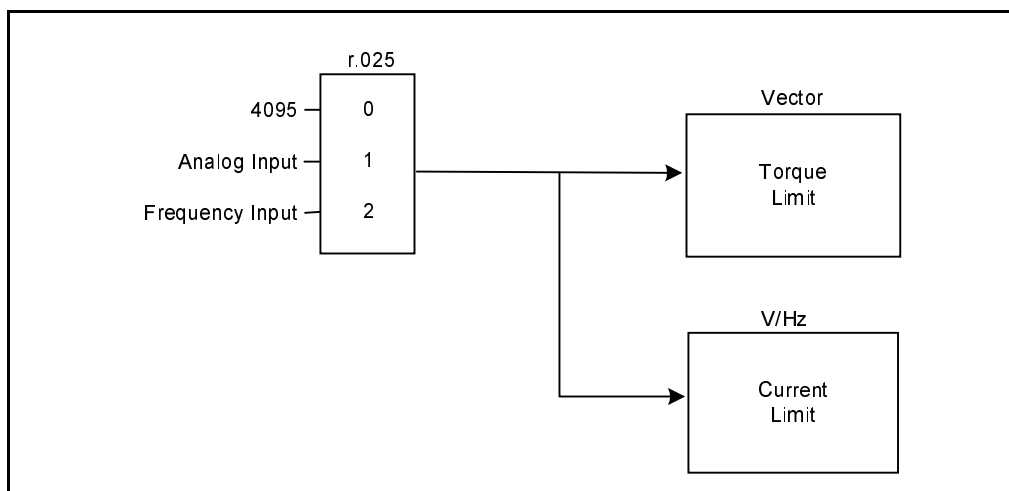 r.025
4095
0
Analog Input
1
Frequency Input
2
Vector
Torque
Limit
V/Hz
Current
Limit